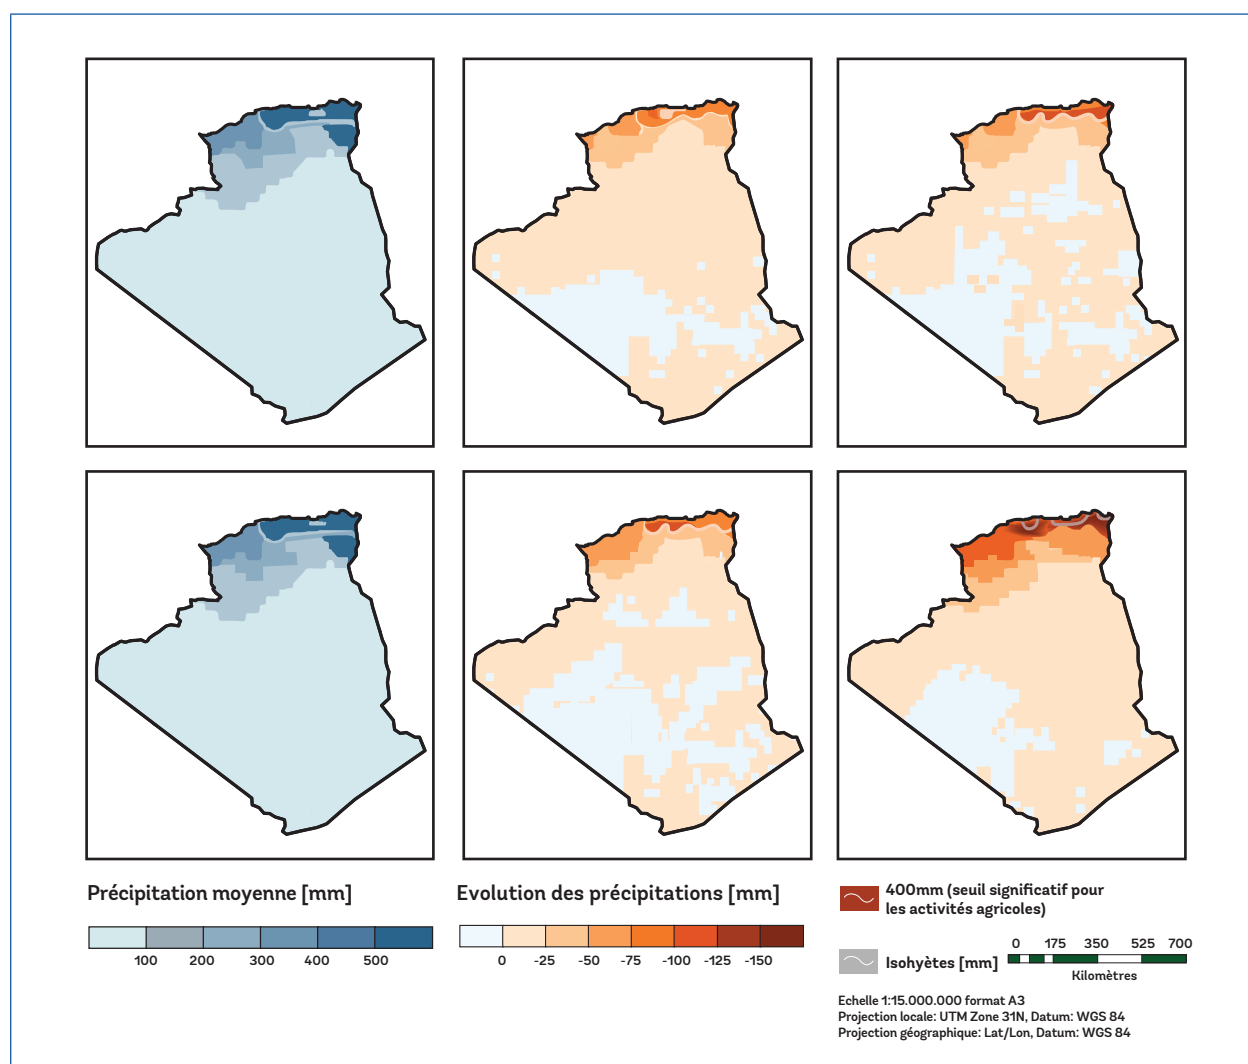 Précipitation moyenne [mm]
100 200 300 400 500
Evolution des précipitations [mm]
0 -25 -50 -75 -100 -125 -150
400mm (seuil significatif pour
les activités agricoles)
Isohyètes [mm]
0 175 350 525 700
Kilomètres
Echelle 1:15.000.000 format A3
Projection locale: UTM Zone 31N, Datum: WGS 84
Projection géographique: Lat/Lon, Datum: WGS 84